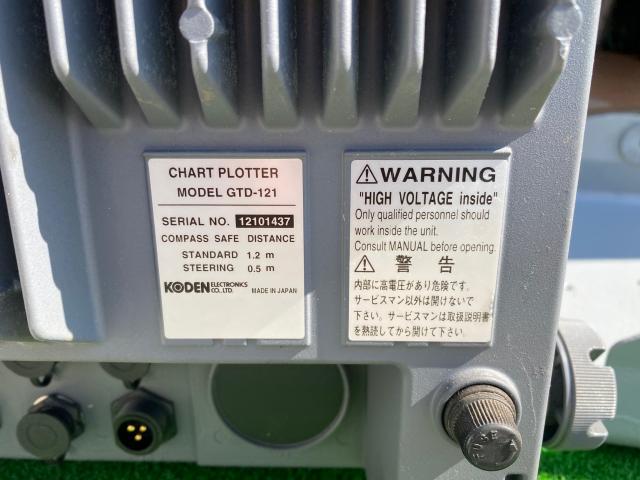 CHART PLOTTER
MODEL GTD-121
SERIAL NO. 12101437
COMPASS SAFE DISTANCE
STANDARD 1.2 m
STEERING 0.5 m
KODEN ELECTRONICS CO.,LTD. MADE IN JAPAN
⚠WARNING
"HIGH VOLTAGE inside"
Only qualified personnel should
work inside the unit.
Consult MANUAL before opening.
⚠ 警告
内部に高電圧があり危険です。
サービスマン以外は開けないで
下さい。サービスマンは取扱説明書
を熟読してから開けて下さい。
FUSE